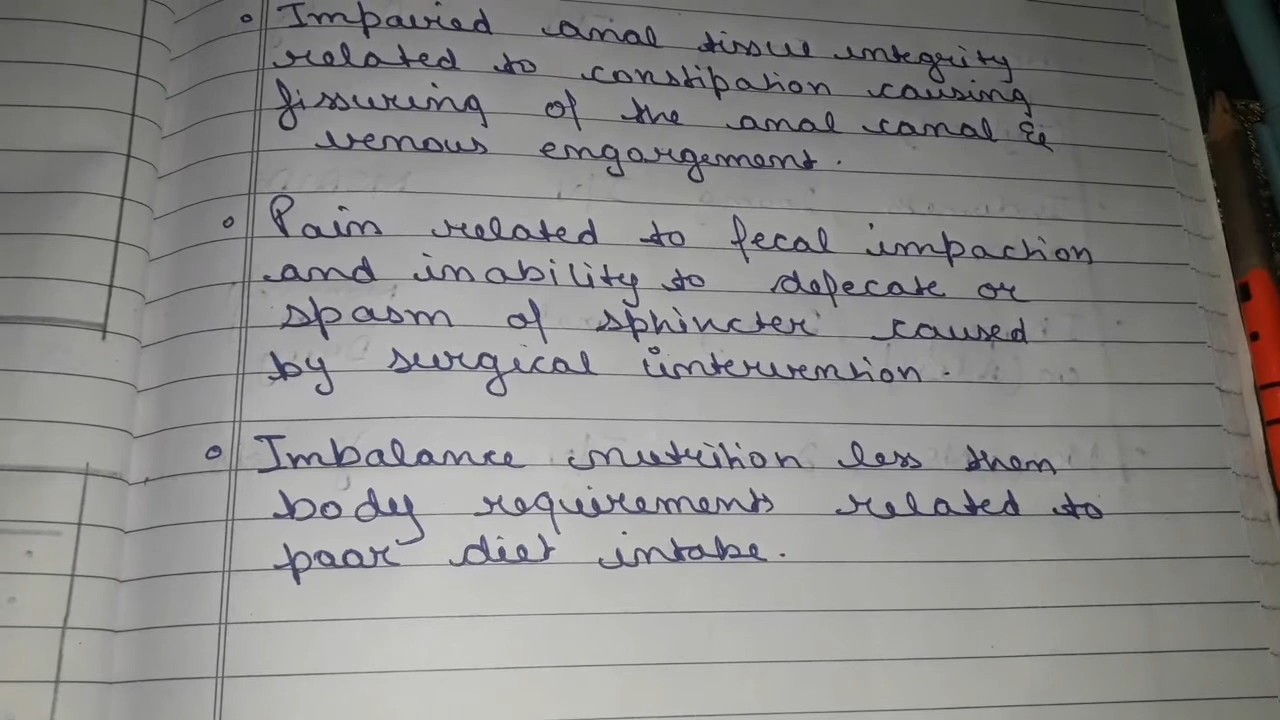 Impaired anal tissue integrity
related to constipation causing
fissuring of the anal canal &
venous engorgement.
Pain related to fecal impaction
and inability to defecate or
spasm of sphincter caused
by surgical intervention.
Imbalance nutrition less them
body requirements related to
poor diet intake.